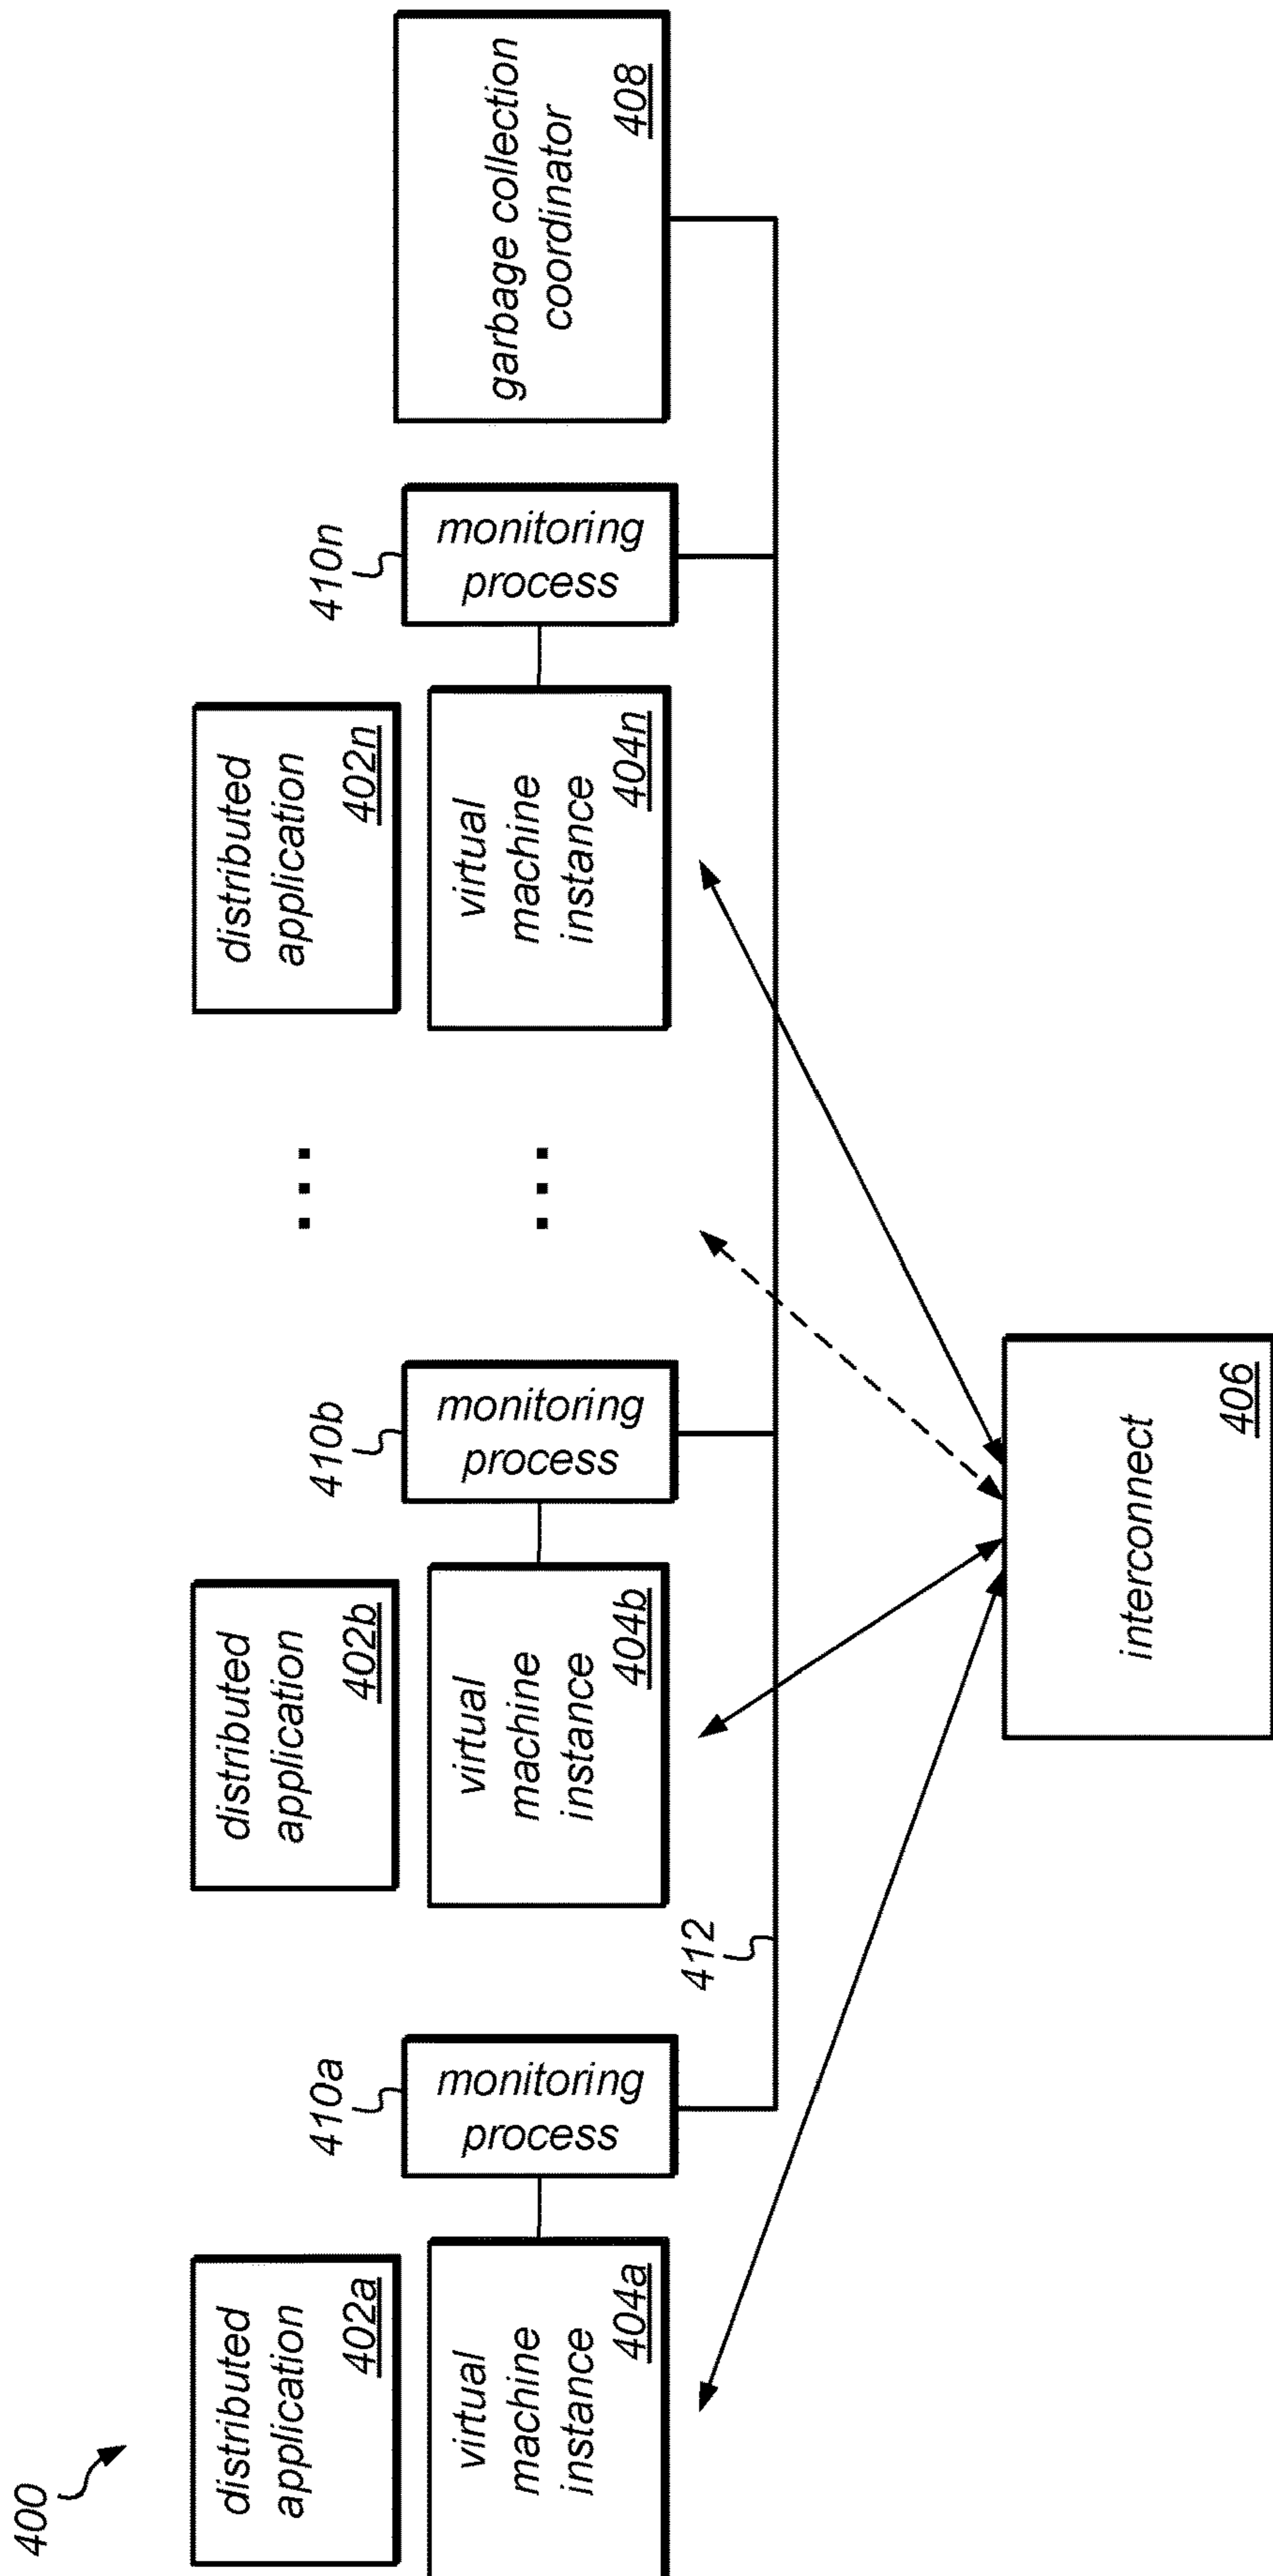 400
distributed
application
402a
virtual
machine
instance
404a
410a
monitoring
process
412
distributed
application
402b
virtual
machine
instance
404b
410b
monitoring
process
distributed
application
402n
virtual
machine
instance
404n
410n
monitoring
process
garbage collection
coordinator
408
interconnect
406